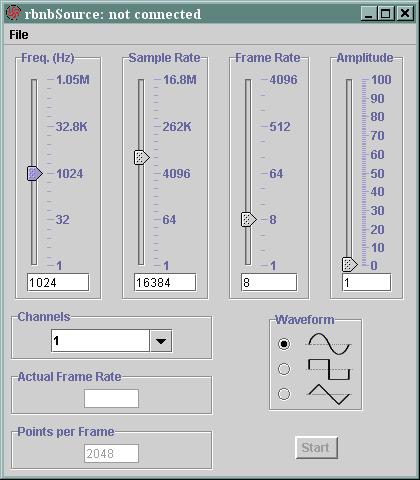 rbnbSource: not connected
File
Freq. (Hz)
1.05M
32.8K
1024
32
1
1024
Sample Rate
16.8M
262K
4096
64
1
16384
Frame Rate
4096
512
64
8
1
8
Amplitude
100
90
80
70
60
50
40
30
20
10
0
1
Channels
1
Actual Frame Rate
Points per Frame
2048
Waveform
Start